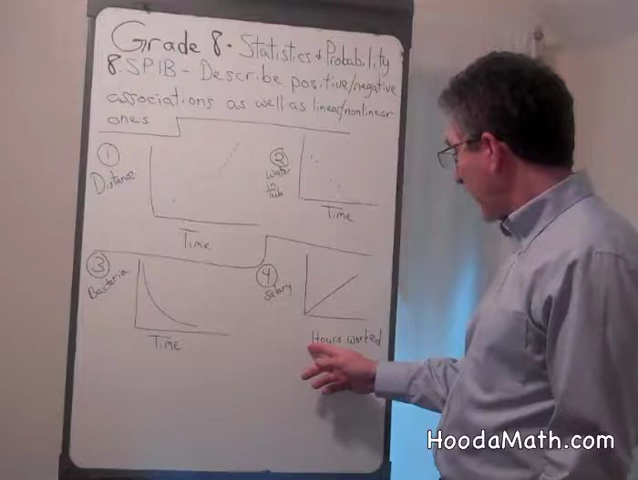 Grade 8. Statistics & Probability
8.SP1B - Describe positive/negative
associations as well as linear/nonlinear
ones
1
Distance
Time
2
Water
in
tub
Time
3
Bacteria
Time
4
Salary
Hours worked
HoodaMath.com